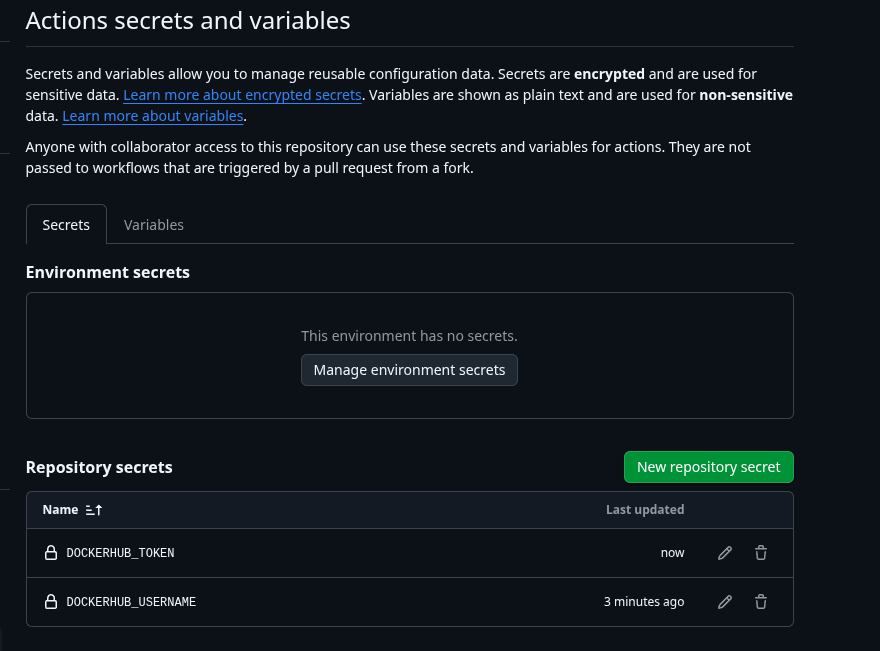 Actions secrets and variables
Secrets and variables allow you to manage reusable configuration data. Secrets are encrypted and are used for
sensitive data. Learn more about encrypted secrets. Variables are shown as plain text and are used for non-sensitive
data. Learn more about variables.
Anyone with collaborator access to this repository can use these secrets and variables for actions. They are not
passed to workflows that are triggered by a pull request from a fork.
Secrets Variables
Environment secrets
This environment has no secrets.
Manage environment secrets
Repository secrets New repository secret
Name Last updated
DOCKERHUB_TOKEN now
DOCKERHUB_USERNAME 3 minutes ago